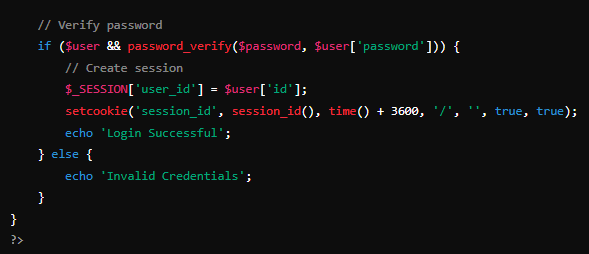 // Verify password
if ($user && password_verify($password, $user['password'])) {
// Create session
$_SESSION['user_id'] = $user['id'];
setcookie('session_id', session_id(), time() + 3600, '/', '', true, true);
echo 'Login Successful';
} else {
echo 'Invalid Credentials';
}
}
?>